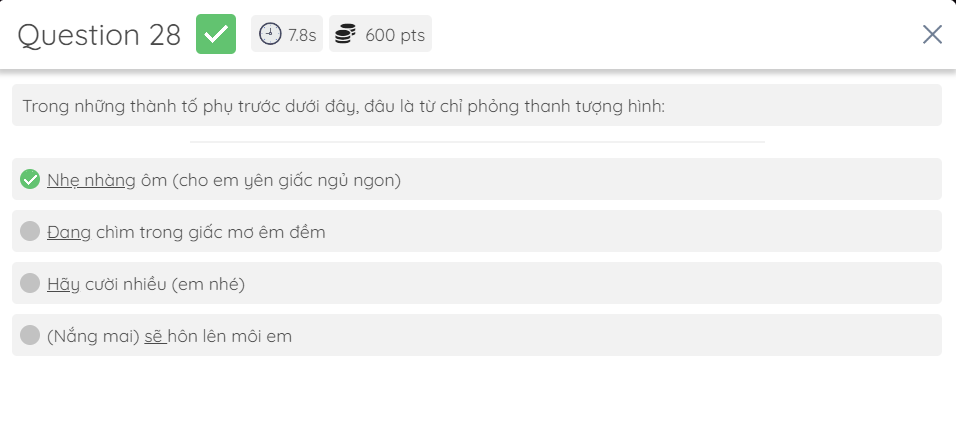 Question 28 7.8s 600 pts
Trong những thành tố phụ trước dưới đây, đâu là từ chỉ phỏng thanh tượng hình:
Nhẹ nhàng ôm (cho em yên giấc ngủ ngon)
Đang chìm trong giấc mơ êm đềm
Hãy cười nhiều (em nhé)
(Nắng mai) sẽ hôn lên môi em